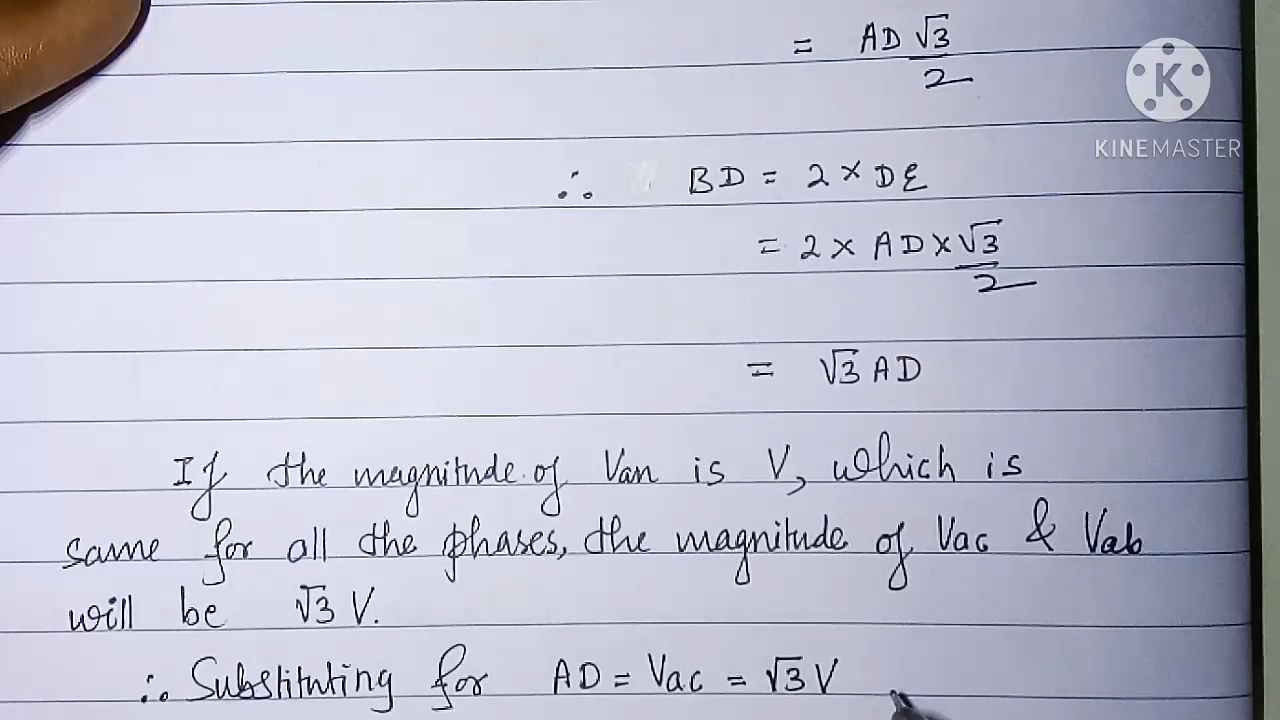 = AD √3/2
K
KINEMASTER
∴ BD = 2 × DE
= 2 × AD × √3/2
= √3 AD
If the magnitude of Van is V, which is
same for all the phases, the magnitude of Vac & Vab
will be √3 V.
∴ Substituting for AD = Vac = √3 V